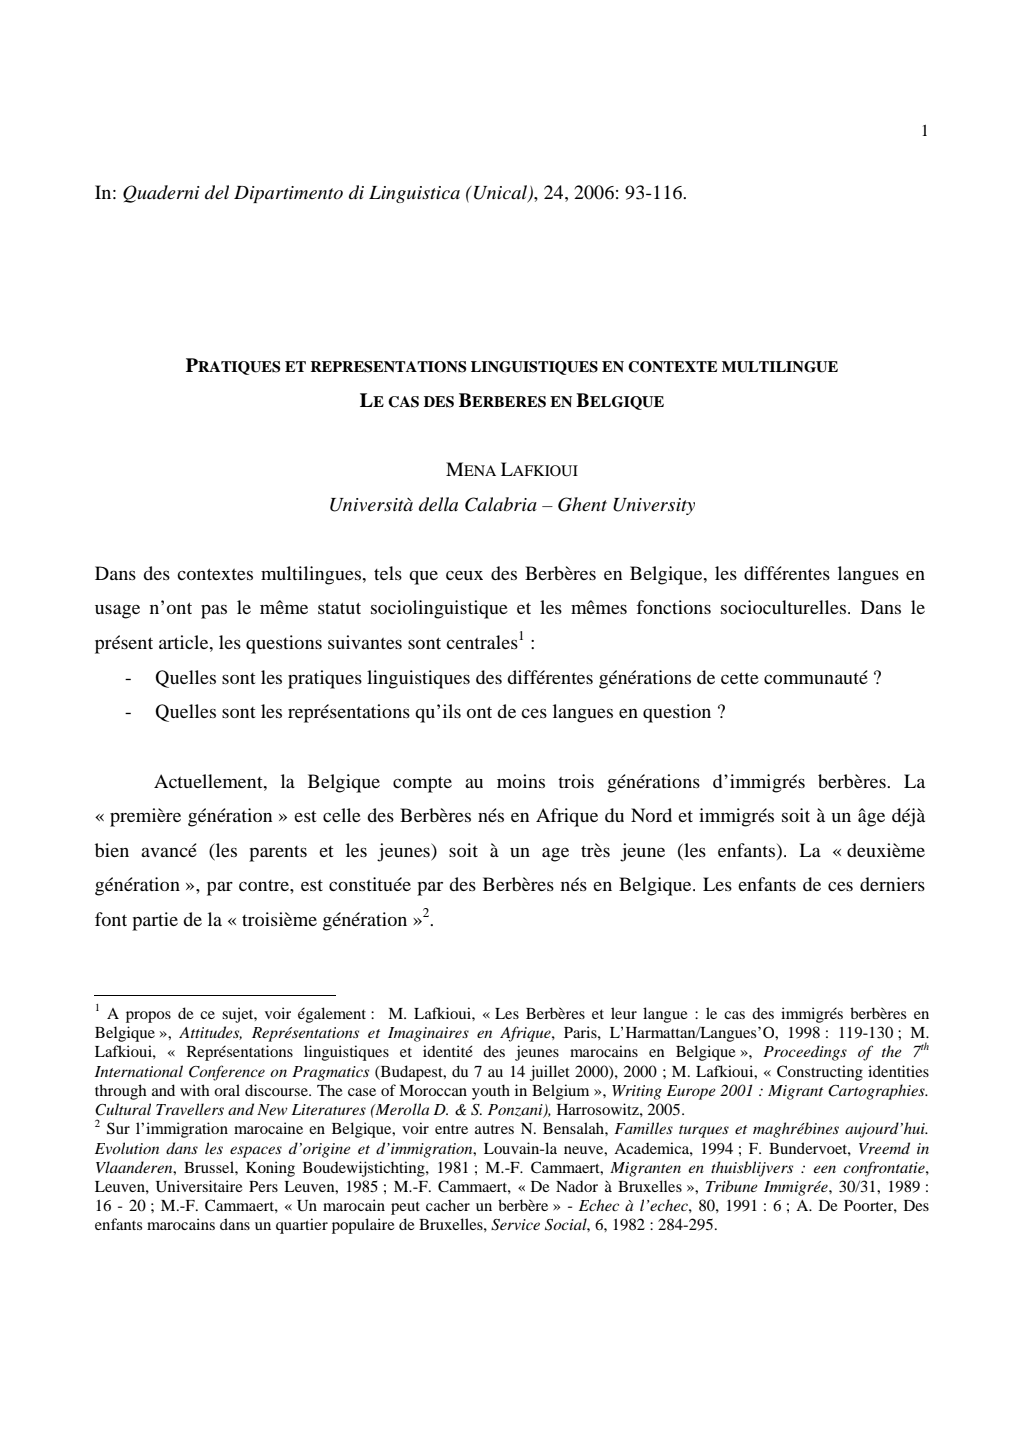 1
In: Quaderni del Dipartimento di Linguistica (Unical), 24, 2006: 93-116.
PRATIQUES ET REPRESENTATIONS LINGUISTIQUES EN CONTEXTE MULTILINGUE
LE CAS DES BERBERES EN BELGIQUE
MENA LAFKIOUI
Università della Calabria – Ghent University
Dans des contextes multilingues, tels que ceux des Berbères en Belgique, les différentes langues en
usage n’ont pas le même statut sociolinguistique et les mêmes fonctions socioculturelles. Dans le
présent article, les questions suivantes sont centrales1 :
- Quelles sont les pratiques linguistiques des différentes générations de cette communauté ?
- Quelles sont les représentations qu’ils ont de ces langues en question ?
Actuellement, la Belgique compte au moins trois générations d’immigrés berbères. La
« première génération » est celle des Berbères nés en Afrique du Nord et immigrés soit à un âge déjà
bien avancé (les parents et les jeunes) soit à un age très jeune (les enfants). La « deuxième
génération », par contre, est constituée par des Berbères nés en Belgique. Les enfants de ces derniers
font partie de la « troisième génération »2.
1 A propos de ce sujet, voir également : M. Lafkioui, « Les Berbères et leur langue : le cas des immigrés berbères en
Belgique », Attitudes, Représentations et Imaginaires en Afrique, Paris, L’Harmattan/Langues’O, 1998 : 119-130 ; M.
Lafkioui, « Représentations linguistiques et identité des jeunes marocains en Belgique », Proceedings of the 7th
International Conference on Pragmatics (Budapest, du 7 au 14 juillet 2000), 2000 ; M. Lafkioui, « Constructing identities
through and with oral discourse. The case of Moroccan youth in Belgium », Writing Europe 2001 : Migrant Cartographies.
Cultural Travellers and New Literatures (Merolla D. & S. Ponzani), Harrosowitz, 2005.
2 Sur l’immigration marocaine en Belgique, voir entre autres N. Bensalah, Familles turques et maghrébines aujourd’hui.
Evolution dans les espaces d’origine et d’immigration, Louvain-la neuve, Academica, 1994 ; F. Bundervoet, Vreemd in
Vlaanderen, Brussel, Koning Boudewijstichting, 1981 ; M.-F. Cammaert, Migranten en thuisblijvers : een confrontatie,
Leuven, Universitaire Pers Leuven, 1985 ; M.-F. Cammaert, « De Nador à Bruxelles », Tribune Immigrée, 30/31, 1989 :
16 - 20 ; M.-F. Cammaert, « Un marocain peut cacher un berbère » - Echec à l’echec, 80, 1991 : 6 ; A. De Poorter, Des
enfants marocains dans un quartier populaire de Bruxelles, Service Social, 6, 1982 : 284-295.